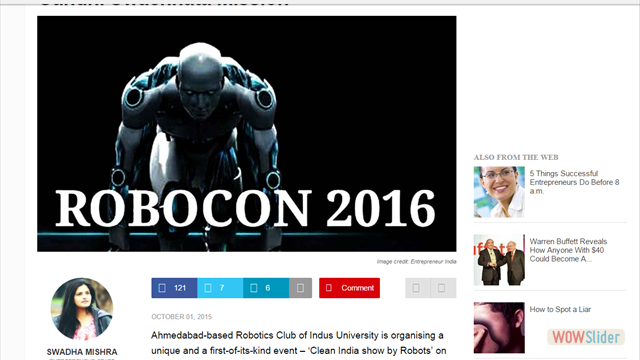 ROBOCON 2016
Image credit: Entrepreneur India
121
7
6
Comment
OCTOBER 01, 2015
SWADHA MISHRA
Ahmedabad-based Robotics Club of Indus University is organising a
unique and a first-of-its-kind event – 'Clean India show by Robots' on
ALSO FROM THE WEB
5 Things Successful
Entrepreneurs Do Before 8
a.m.
Warren Buffett Reveals
How Anyone With $40
Could Become A...
How to Spot a Liar
WOWSlider